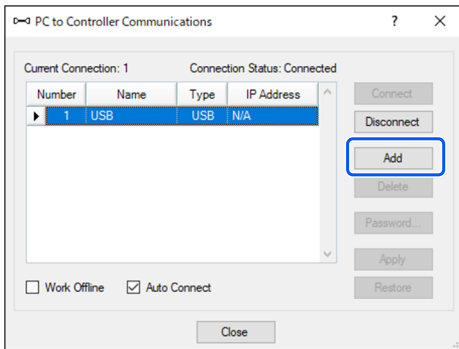 PC to Controller Communications
Current Connection: 1 Connection Status: Connected
Number Name Type IP Address
1 USB USB N/A
Connect
Disconnect
Add
Delete
Password...
Apply
Restore
Work Offline Auto Connect
Close